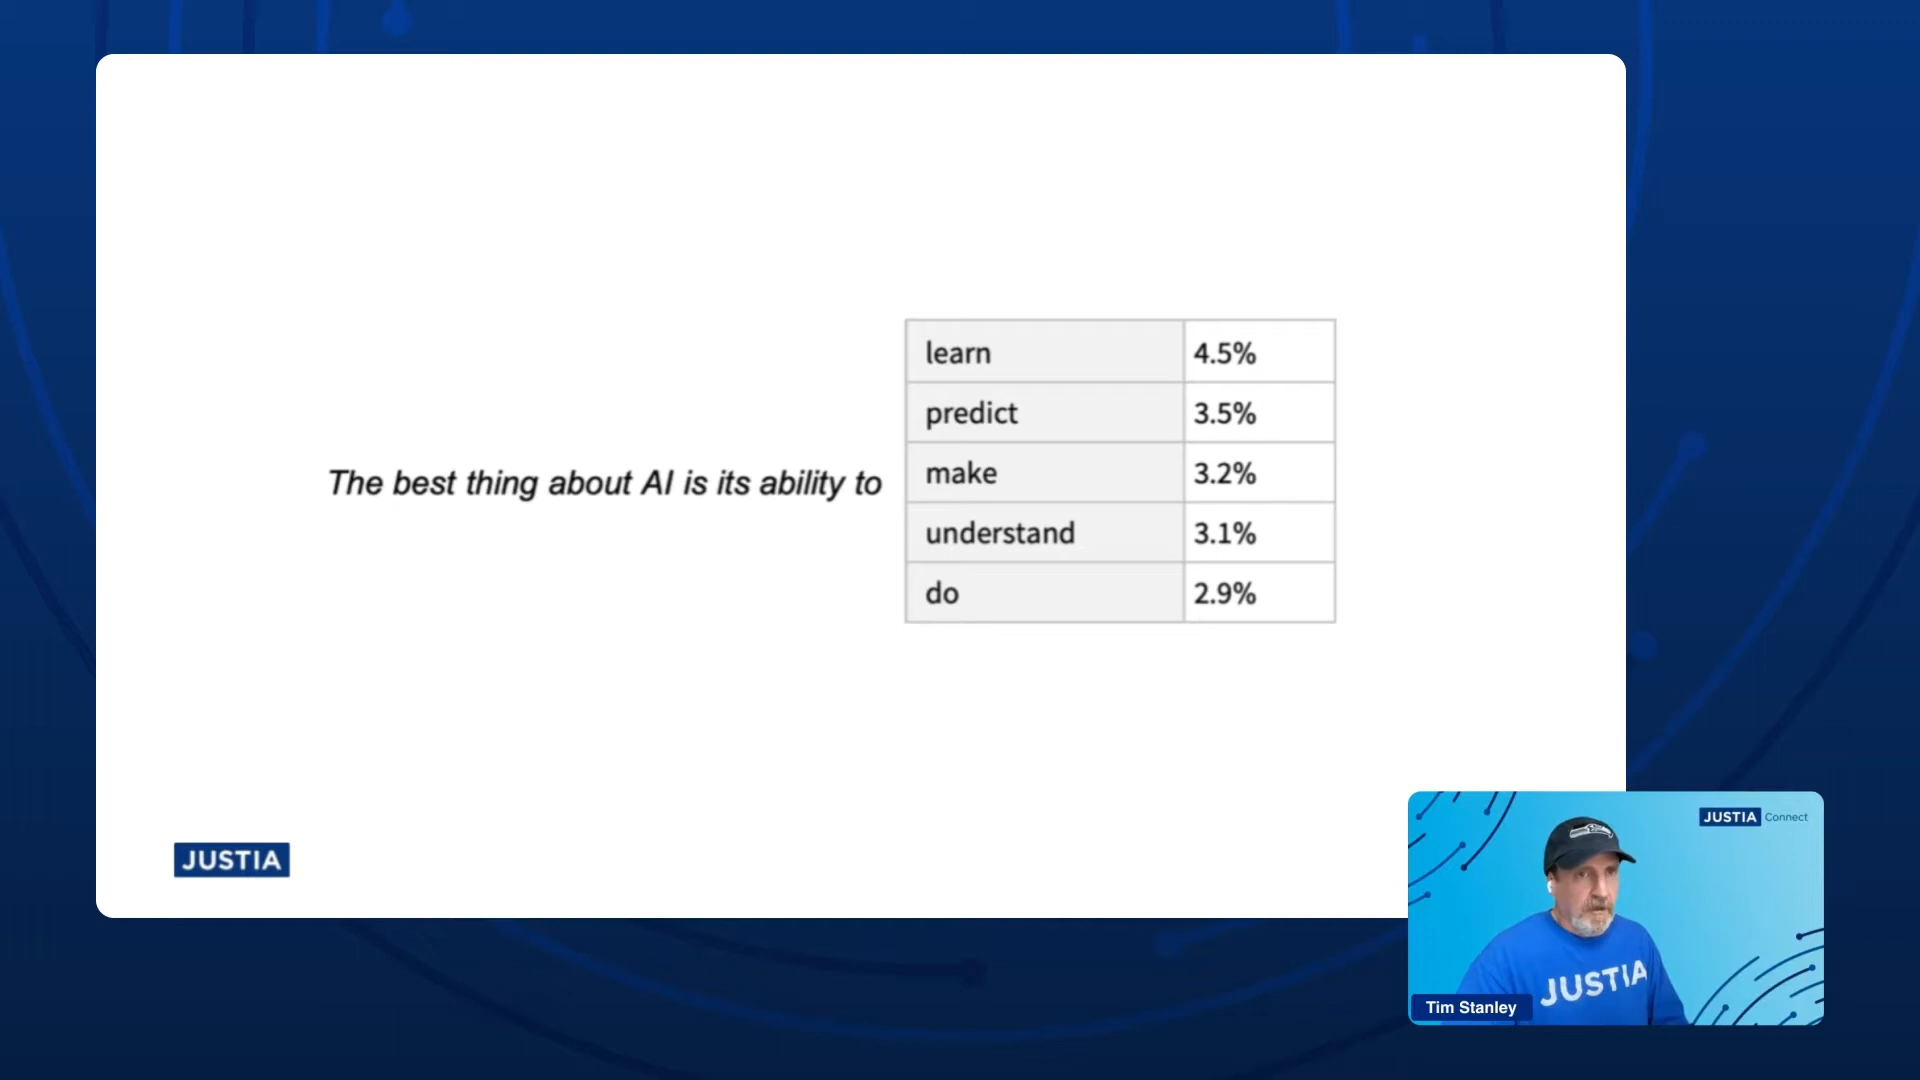 The best thing about AI is its ability to
learn 4.5%
predict 3.5%
make 3.2%
understand 3.1%
do 2.9%
JUSTIA
JUSTIA Connect
JUSTIA
Tim Stanley